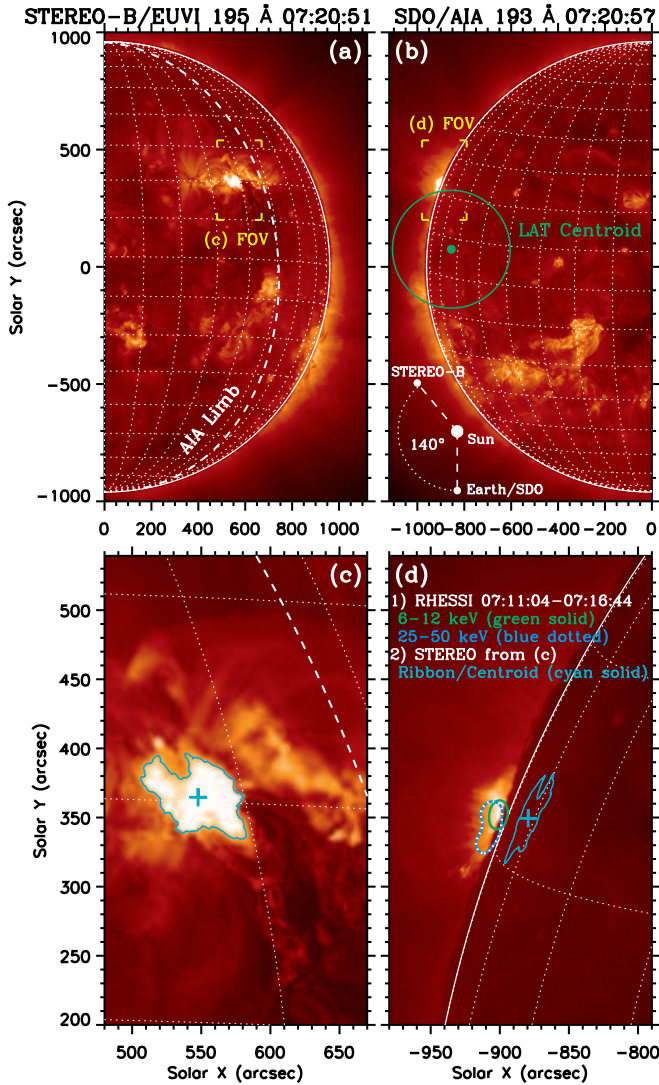 STEREO-B/EUVI 195 Å 07:20:51
SDO/AIA 193 Å 07:20:57
1000
500
0
-500
-1000
Solar Y (arcsec)
(a)
(c) FOV
AIA Limb
0 200 400 600 800 1000
(b)
(d) FOV
LAT Centroid
STEREO-B
Sun
140°
Earth/SDO
-1000 -800 -600 -400 -200 0
(c)
500
450
400
350
300
250
200
Solar Y (arcsec)
480 500 550 600 650
Solar X (arcsec)
(d)
1) RHESSI 07:11:04-07:16:44
6-12 keV (green solid)
25-50 keV (blue dotted)
2) STEREO from (c)
Ribbon/Centroid (cyan solid)
-950 -900 -850 -800
Solar X (arcsec)